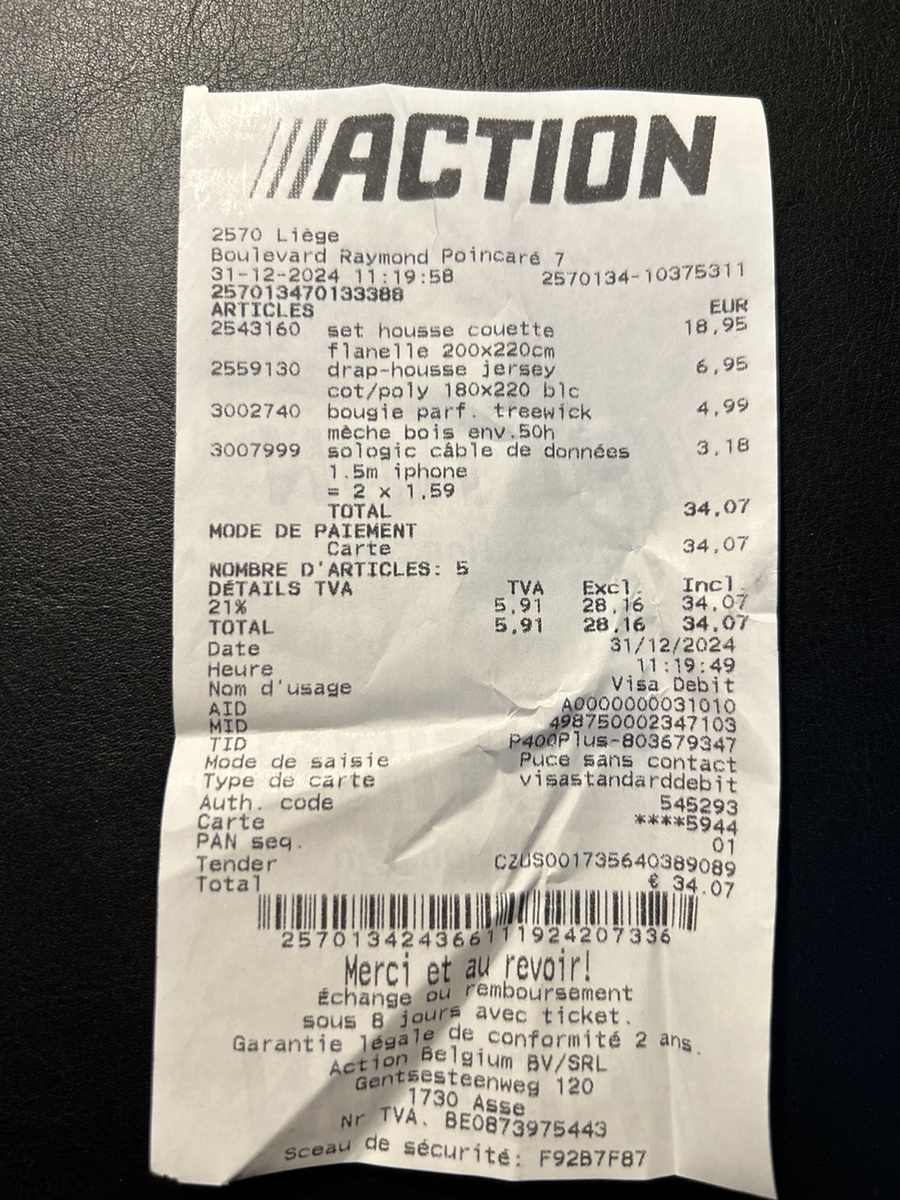 ///ACTION
2570 Liège
Boulevard Raymond Poincaré 7
31-12-2024 11:19:58 2570134-10375311
257013470133388
ARTICLES EUR
2543160 set housse couette 18,95
flanelle 200x220cm
2559130 drap-housse jersey 6,95
cot/poly 180x220 blc
3002740 bougie parf. treewick 4,99
mêche bois env.50h
3007999 sologic câble de données 3,18
1.5m iphone
= 2 x 1,59
TOTAL 34,07
MODE DE PAIEMENT
Carte 34,07
NOMBRE D'ARTICLES: 5
DÉTAILS TVA TVA Excl. Incl.
21% 5,91 28,16 34,07
TOTAL 5,91 28,16 34,07
Date 31/12/2024
Heure 11:19:49
Nom d'usage Visa Debit
AID A0000000031010
MID 498750002347103
TID P400Plus-803679347
Mode de saisie Puce sans contact
Type de carte visastandarddebit
Auth. code 545293
Carte ****5944
PAN seq. 01
Tender CZUS001735640389089
Total € 34.07
257013424366111924207336
Merci et au revoir!
Échange ou remboursement
sous 8 jours avec ticket.
Garantie légale de conformité 2 ans.
Action Belgium BV/SRL
Gentsesteenweg 120
1730 Asse
Nr TVA. BE0873975443
Sceau de sécurité: F92B7F87